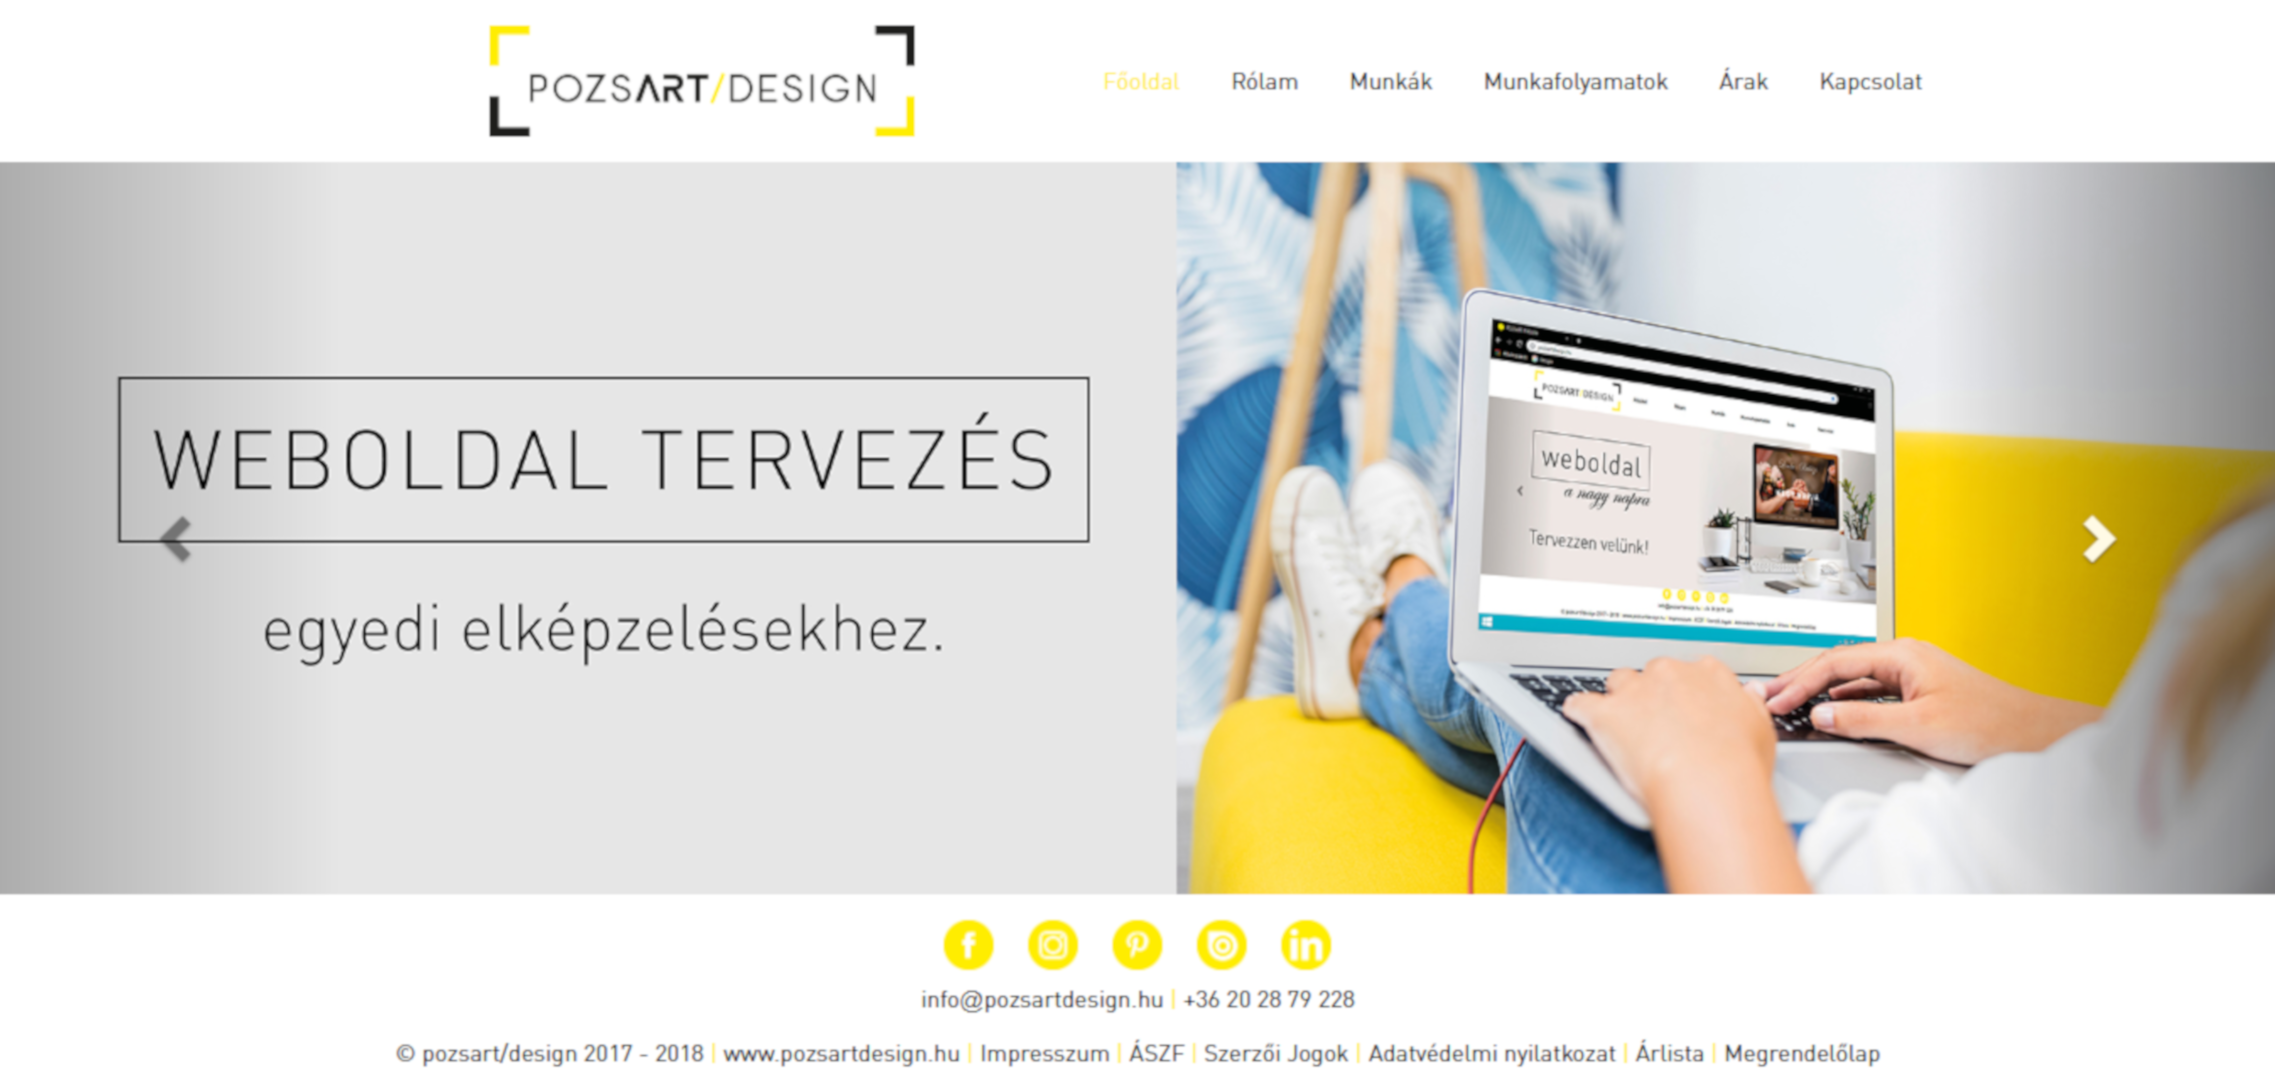 POZSART/DESIGN
Főoldal Rólam Munkák Munkafolyamatok Árak Kapcsolat
WEBOLDAL TERVEZÉS
egyedi elképzelésekhez.
POZSART/DESIGN
weboldal
a nagy napra
Tervezzen velünk!
info@pozsartdesign.hu | +36 20 28 79 228
© pozsart/design 2017 - 2018 | www.pozsartdesign.hu | Impresszum | ÁSZF | Szerzői Jogok | Adatvédelmi nyilatkozat | Árlista | Megrendelőlap